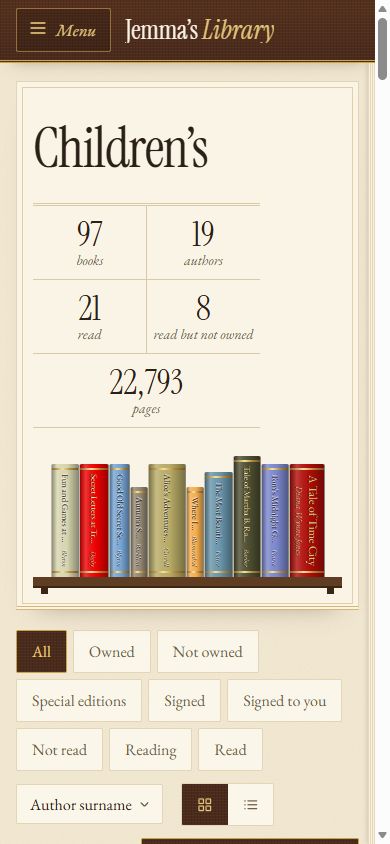 Menu
Jemma's Library
Children's
97
books
19
authors
21
read
8
read but not owned
22,793
pages
Fun and Games at ...
Secret Letters at Tr...
Good Old Secret Se...
Alice's Adventures...
Where I...
The Most Beauti...
Tale of Martha B. Ra...
Tom's Midnight G...
A Tale of Time City
Diana Wynne Jones
All
Owned
Not owned
Special editions
Signed
Signed to you
Not read
Reading
Read
Author surname